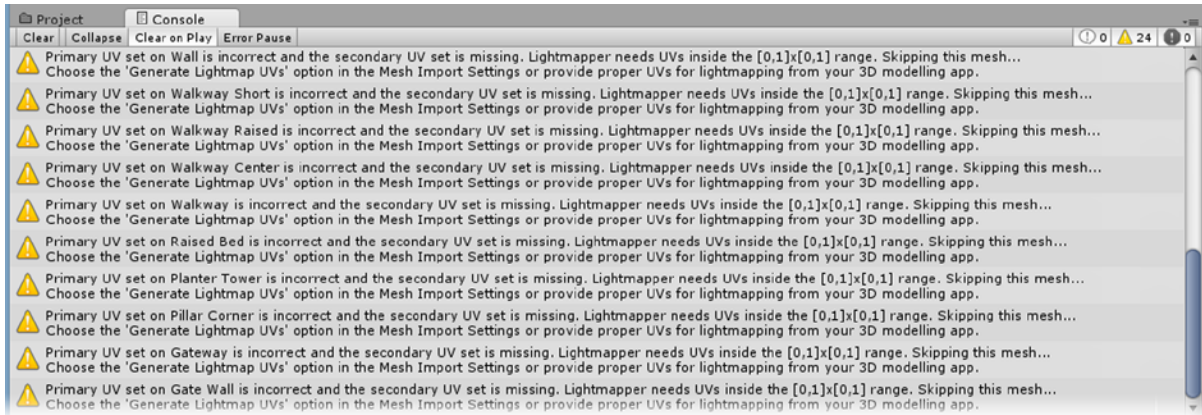 Project
Console
Clear Collapse Clear on Play Error Pause 0 24 0
Primary UV set on Wall is incorrect and the secondary UV set is missing. Lightmapper needs UVs inside the [0,1]x[0,1] range. Skipping this mesh...
Choose the 'Generate Lightmap UVs' option in the Mesh Import Settings or provide proper UVs for lightmapping from your 3D modelling app.
Primary UV set on Walkway Short is incorrect and the secondary UV set is missing. Lightmapper needs UVs inside the [0,1]x[0,1] range. Skipping this mesh...
Choose the 'Generate Lightmap UVs' option in the Mesh Import Settings or provide proper UVs for lightmapping from your 3D modelling app.
Primary UV set on Walkway Raised is incorrect and the secondary UV set is missing. Lightmapper needs UVs inside the [0,1]x[0,1] range. Skipping this mesh...
Choose the 'Generate Lightmap UVs' option in the Mesh Import Settings or provide proper UVs for lightmapping from your 3D modelling app.
Primary UV set on Walkway Center is incorrect and the secondary UV set is missing. Lightmapper needs UVs inside the [0,1]x[0,1] range. Skipping this mesh...
Choose the 'Generate Lightmap UVs' option in the Mesh Import Settings or provide proper UVs for lightmapping from your 3D modelling app.
Primary UV set on Walkway is incorrect and the secondary UV set is missing. Lightmapper needs UVs inside the [0,1]x[0,1] range. Skipping this mesh...
Choose the 'Generate Lightmap UVs' option in the Mesh Import Settings or provide proper UVs for lightmapping from your 3D modelling app.
Primary UV set on Raised Bed is incorrect and the secondary UV set is missing. Lightmapper needs UVs inside the [0,1]x[0,1] range. Skipping this mesh...
Choose the 'Generate Lightmap UVs' option in the Mesh Import Settings or provide proper UVs for lightmapping from your 3D modelling app.
Primary UV set on Planter Tower is incorrect and the secondary UV set is missing. Lightmapper needs UVs inside the [0,1]x[0,1] range. Skipping this mesh...
Choose the 'Generate Lightmap UVs' option in the Mesh Import Settings or provide proper UVs for lightmapping from your 3D modelling app.
Primary UV set on Pillar Corner is incorrect and the secondary UV set is missing. Lightmapper needs UVs inside the [0,1]x[0,1] range. Skipping this mesh...
Choose the 'Generate Lightmap UVs' option in the Mesh Import Settings or provide proper UVs for lightmapping from your 3D modelling app.
Primary UV set on Gateway is incorrect and the secondary UV set is missing. Lightmapper needs UVs inside the [0,1]x[0,1] range. Skipping this mesh...
Choose the 'Generate Lightmap UVs' option in the Mesh Import Settings or provide proper UVs for lightmapping from your 3D modelling app.
Primary UV set on Gate Wall is incorrect and the secondary UV set is missing. Lightmapper needs UVs inside the [0,1]x[0,1] range. Skipping this mesh...
Choose the 'Generate Lightmap UVs' option in the Mesh Import Settings or provide proper UVs for lightmapping from your 3D modelling app.